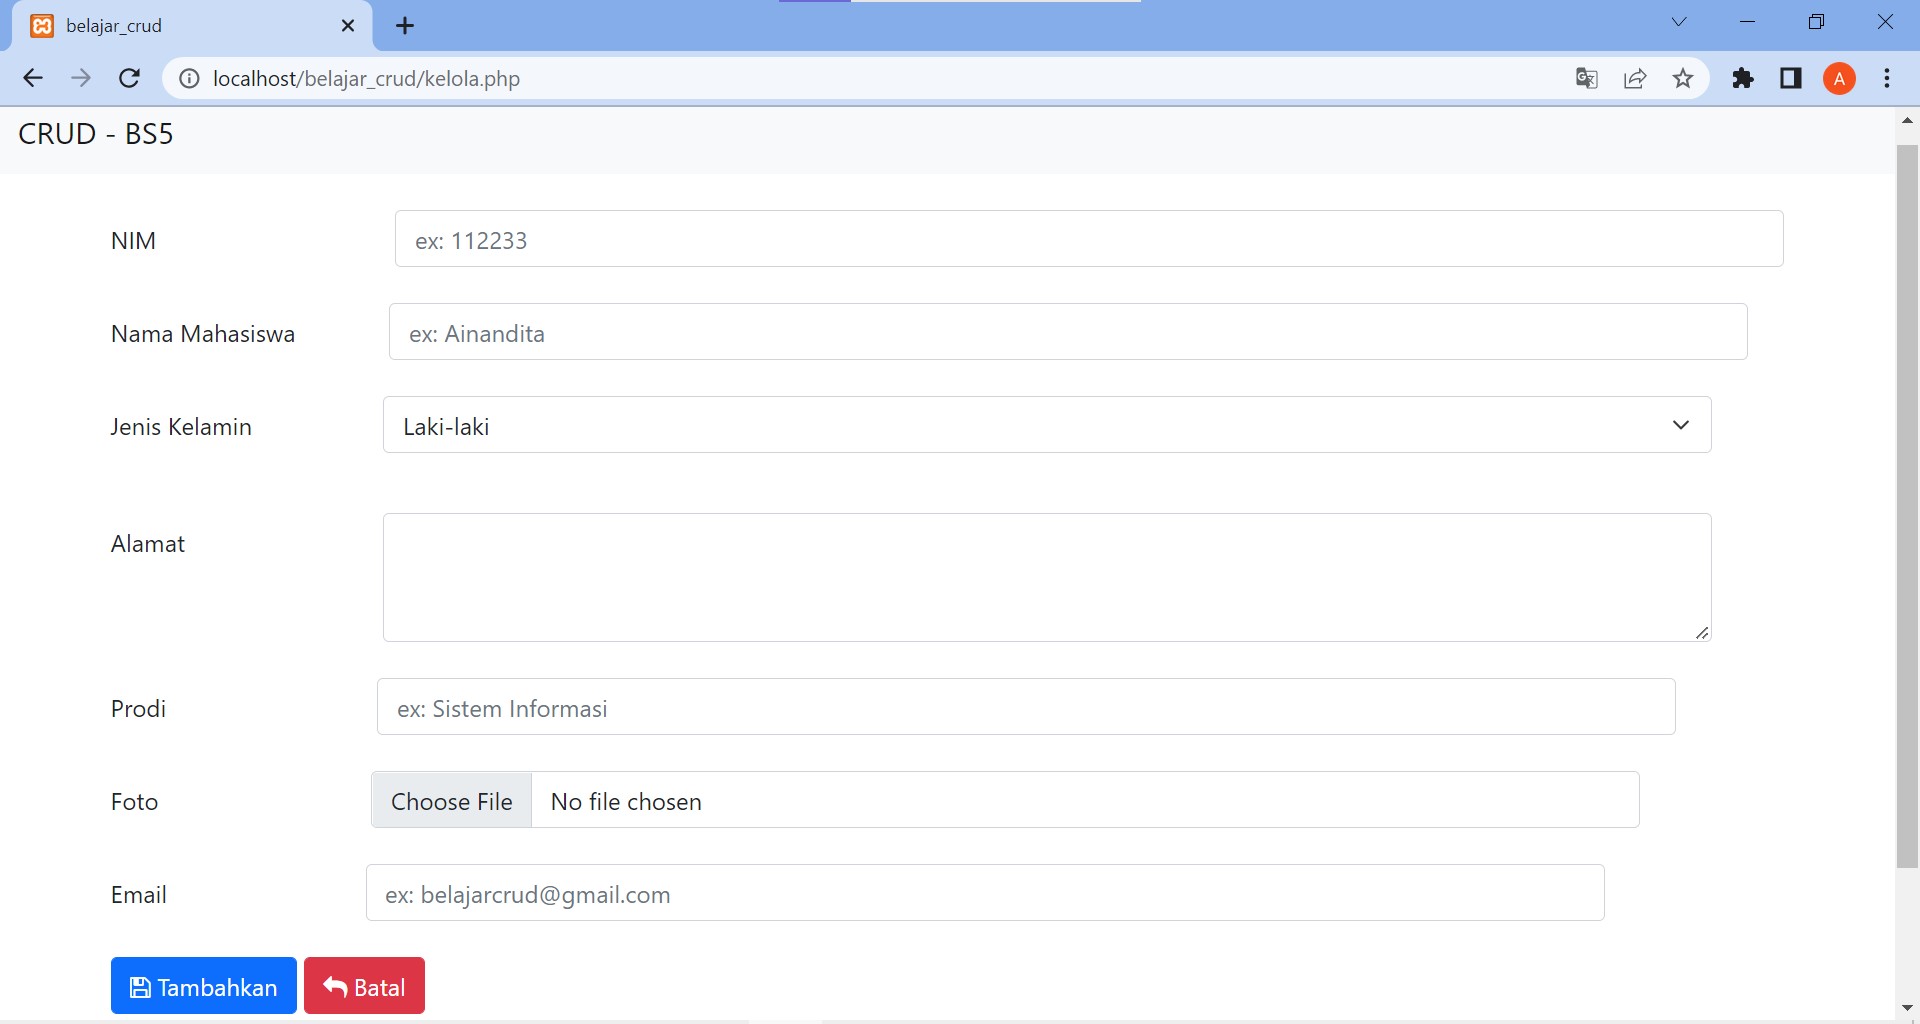 belajar_crud
localhost/belajar_crud/kelola.php
A
CRUD - BS5
NIM
ex: 112233
Nama Mahasiswa
ex: Ainandita
Jenis Kelamin
Laki-laki
Alamat
Prodi
ex: Sistem Informasi
Foto
Choose File
No file chosen
Email
ex: belajarcrud@gmail.com
Tambahkan
Batal